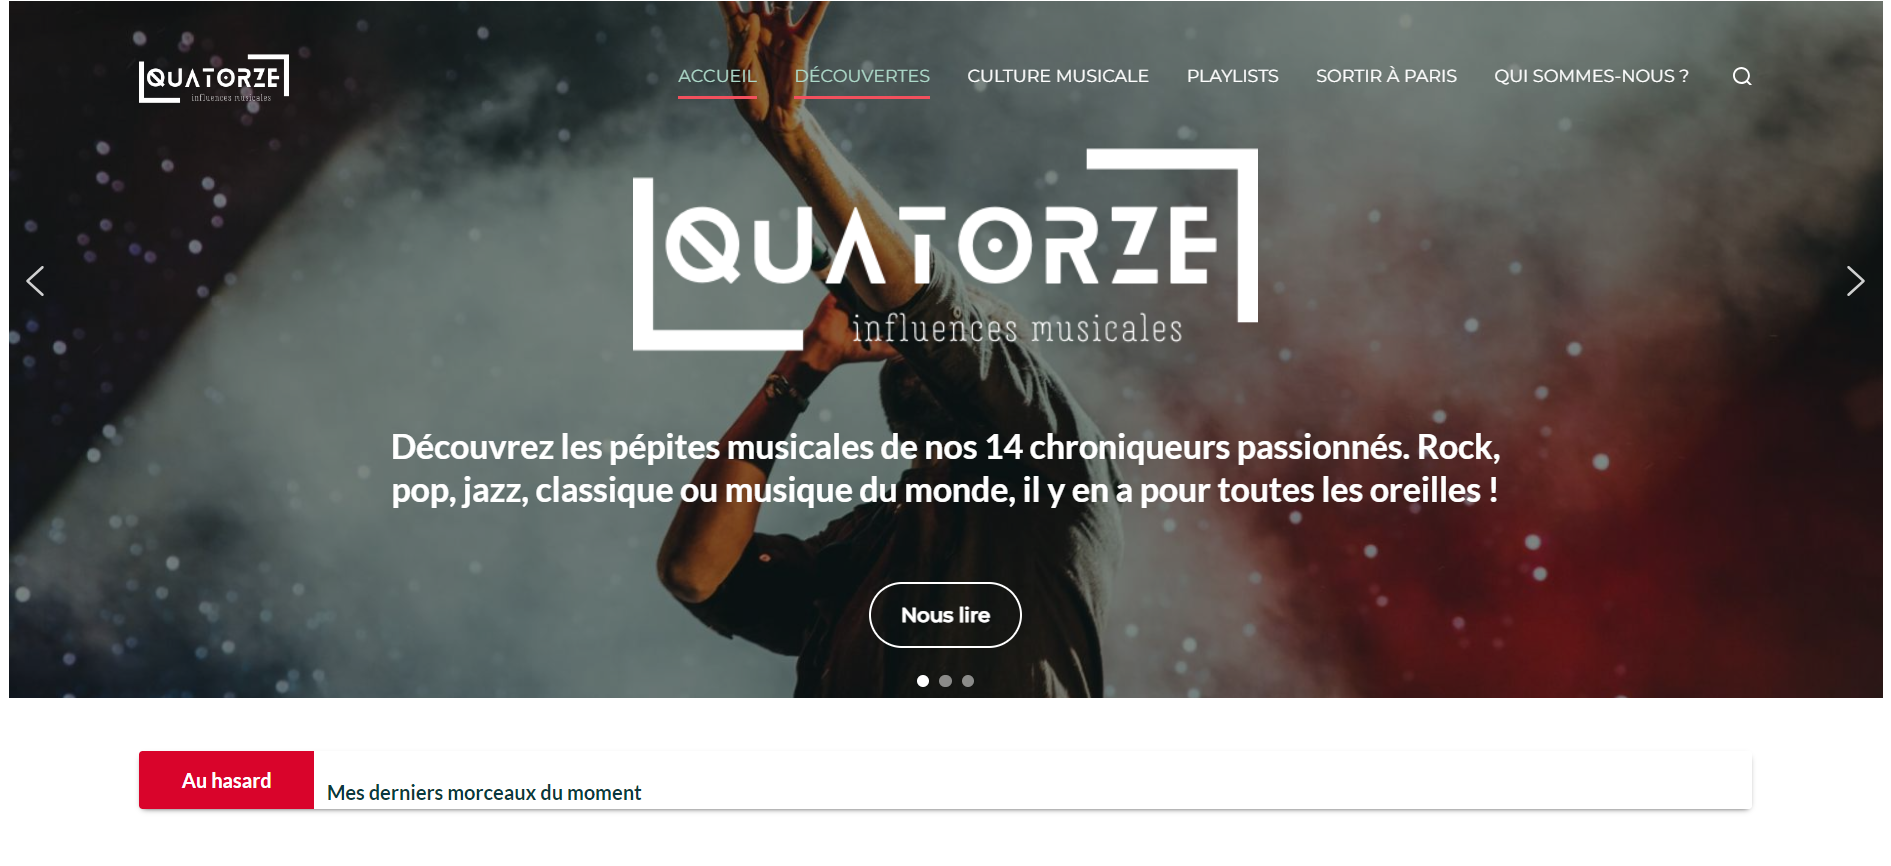 QUATORZE
influences musicales
ACCUEIL DÉCOUVERTES CULTURE MUSICALE PLAYLISTS SORTIR À PARIS QUI SOMMES-NOUS ?
QUATORZE
influences musicales
Découvrez les pépites musicales de nos 14 chroniqueurs passionnés. Rock,
pop, jazz, classique ou musique du monde, il y en a pour toutes les oreilles !
Nous lire
Au hasard
Mes derniers morceaux du moment